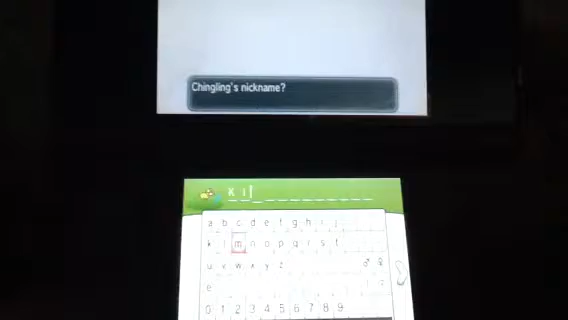 Chingling's nickname?
K i
a b c d e f g h i j
k l m n o p q r s t
u v w x y z ♂ ♀
e
0 1 2 3 4 5 6 7 8 9